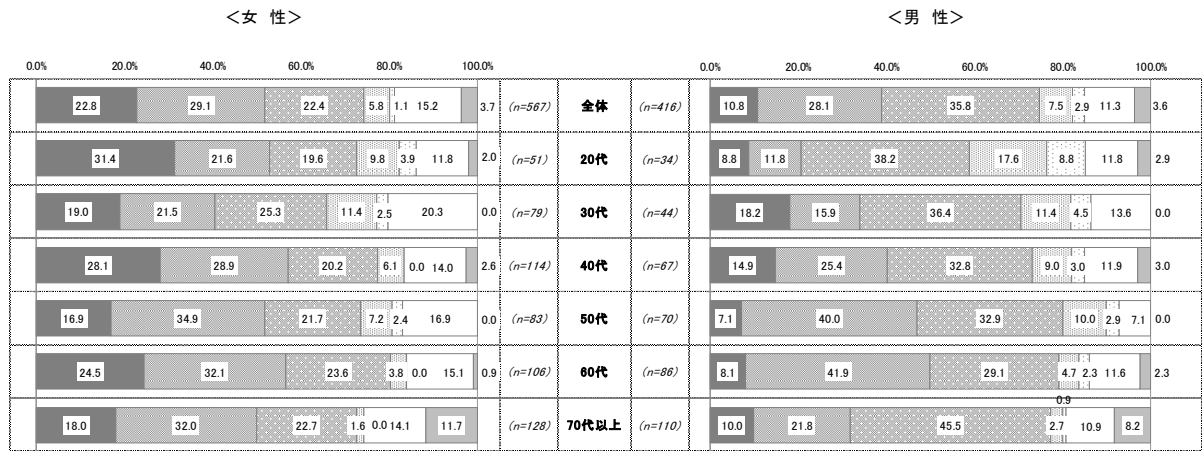 ＜女 性＞ ＜男 性＞
0.0% 20.0% 40.0% 60.0% 80.0% 100.0% 0.0% 20.0% 40.0% 60.0% 80.0% 100.0%
22.8 29.1 22.4 5.8 1.1 15.2 3.7 (n=567) 全体 (n=416) 10.8 28.1 35.8 7.5 2.9 11.3 3.6
31.4 21.6 19.6 9.8 3.9 11.8 2.0 (n=51) 20代 (n=34) 8.8 11.8 38.2 17.6 8.8 11.8 2.9
19.0 21.5 25.3 11.4 2.5 20.3 0.0 (n=79) 30代 (n=44) 18.2 15.9 36.4 11.4 4.5 13.6 0.0
28.1 28.9 20.2 6.1 0.0 14.0 2.6 (n=114) 40代 (n=67) 14.9 25.4 32.8 9.0 3.0 11.9 3.0
16.9 34.9 21.7 7.2 2.4 16.9 0.0 (n=83) 50代 (n=70) 7.1 40.0 32.9 10.0 2.9 7.1 0.0
24.5 32.1 23.6 3.8 0.0 15.1 0.9 (n=106) 60代 (n=86) 8.1 41.9 29.1 4.7 2.3 11.6 2.3
18.0 32.0 22.7 1.6 0.0 14.1 11.7 (n=128) 70代以上 (n=110) 10.0 21.8 45.5 2.7 0.9 10.9 8.2